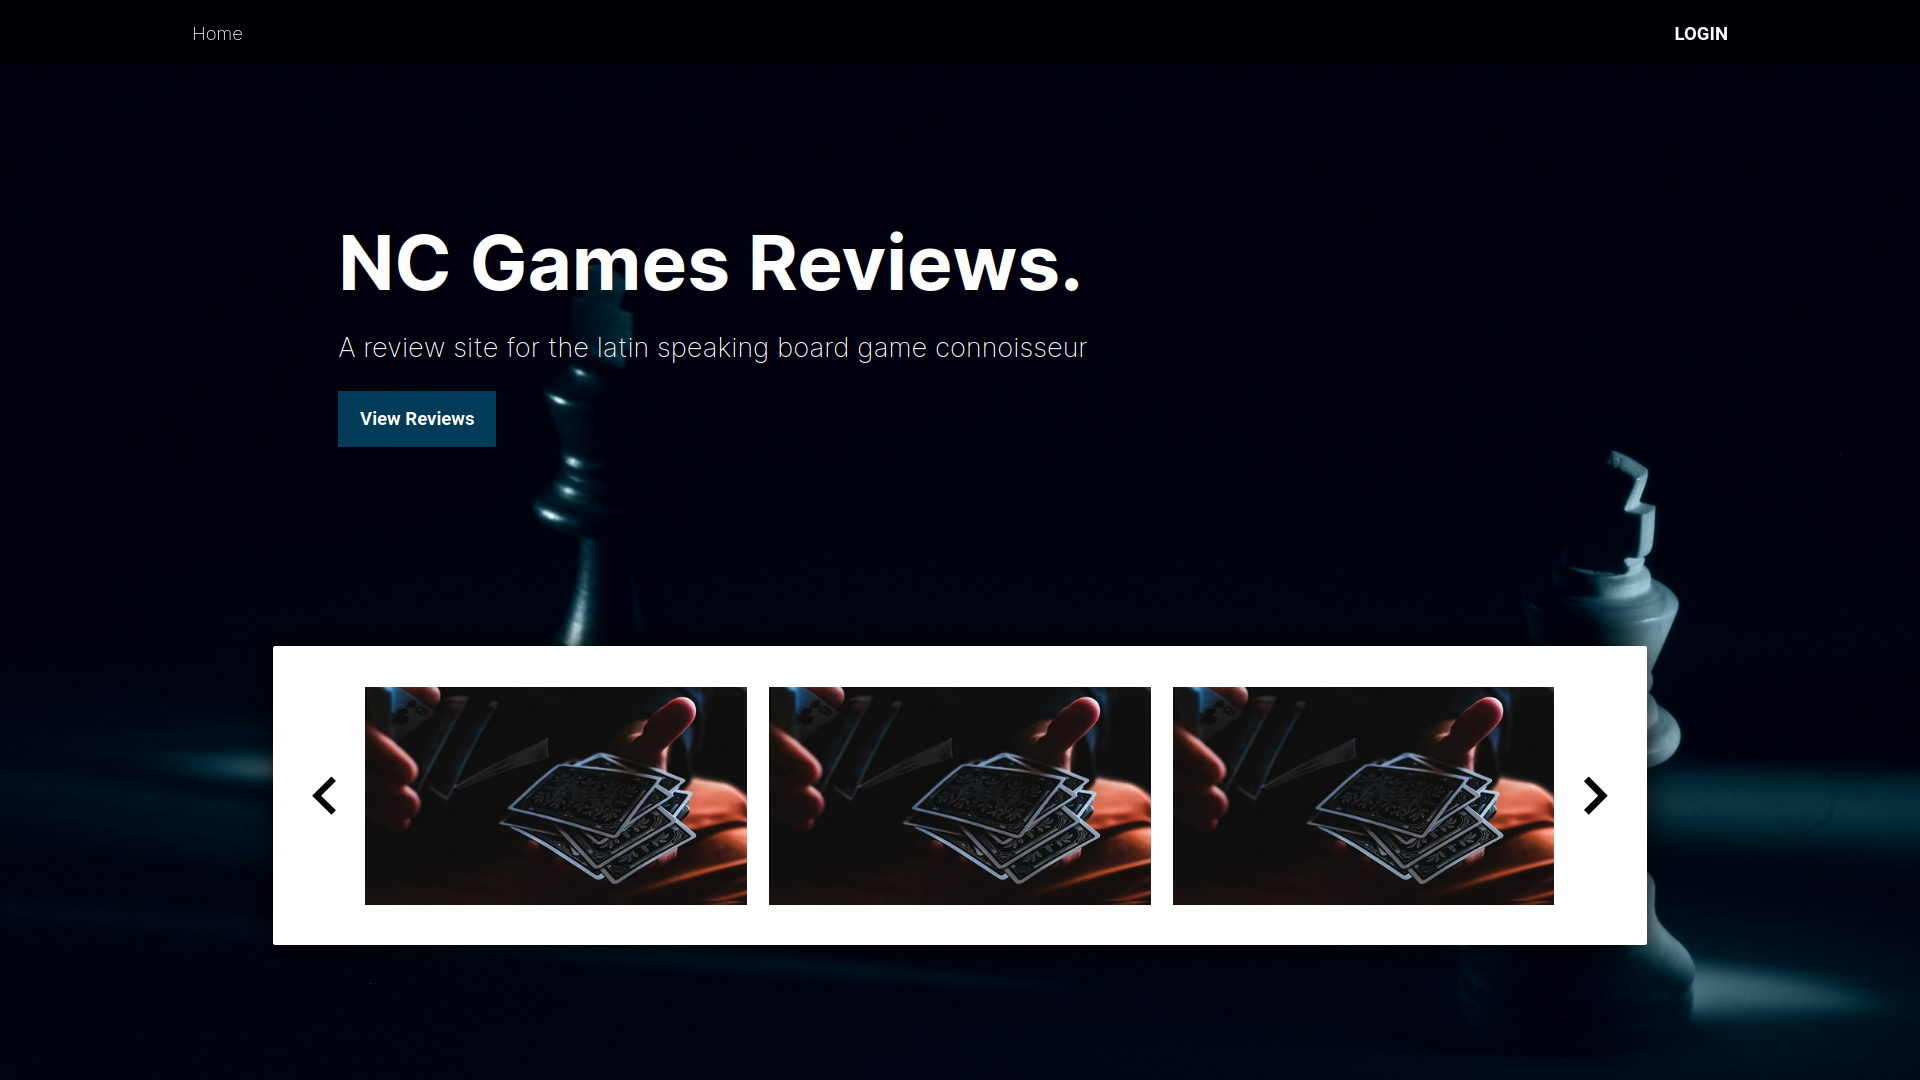 Home
LOGIN
NC Games Reviews.
A review site for the latin speaking board game connoisseur
View Reviews